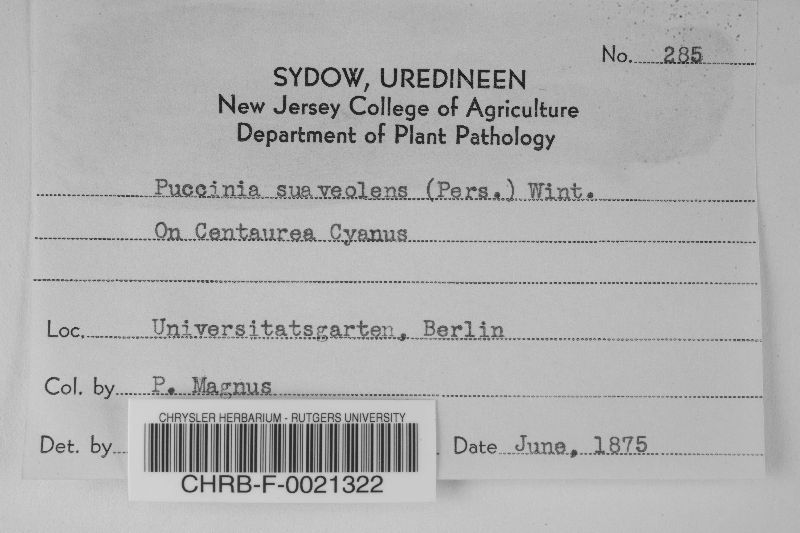 No. 285
SYDOW, UREDINEEN
New Jersey College of Agriculture
Department of Plant Pathology
Puccinia suaveolens (Pers.) Wint.
On Centaurea Cyanus
Loc. Universitatsgarten, Berlin
Col. by P. Magnus
Det. by Date June, 1875
CHRYSLER HERBARIUM - RUTGERS UNIVERSITY
CHRB-F-0021322